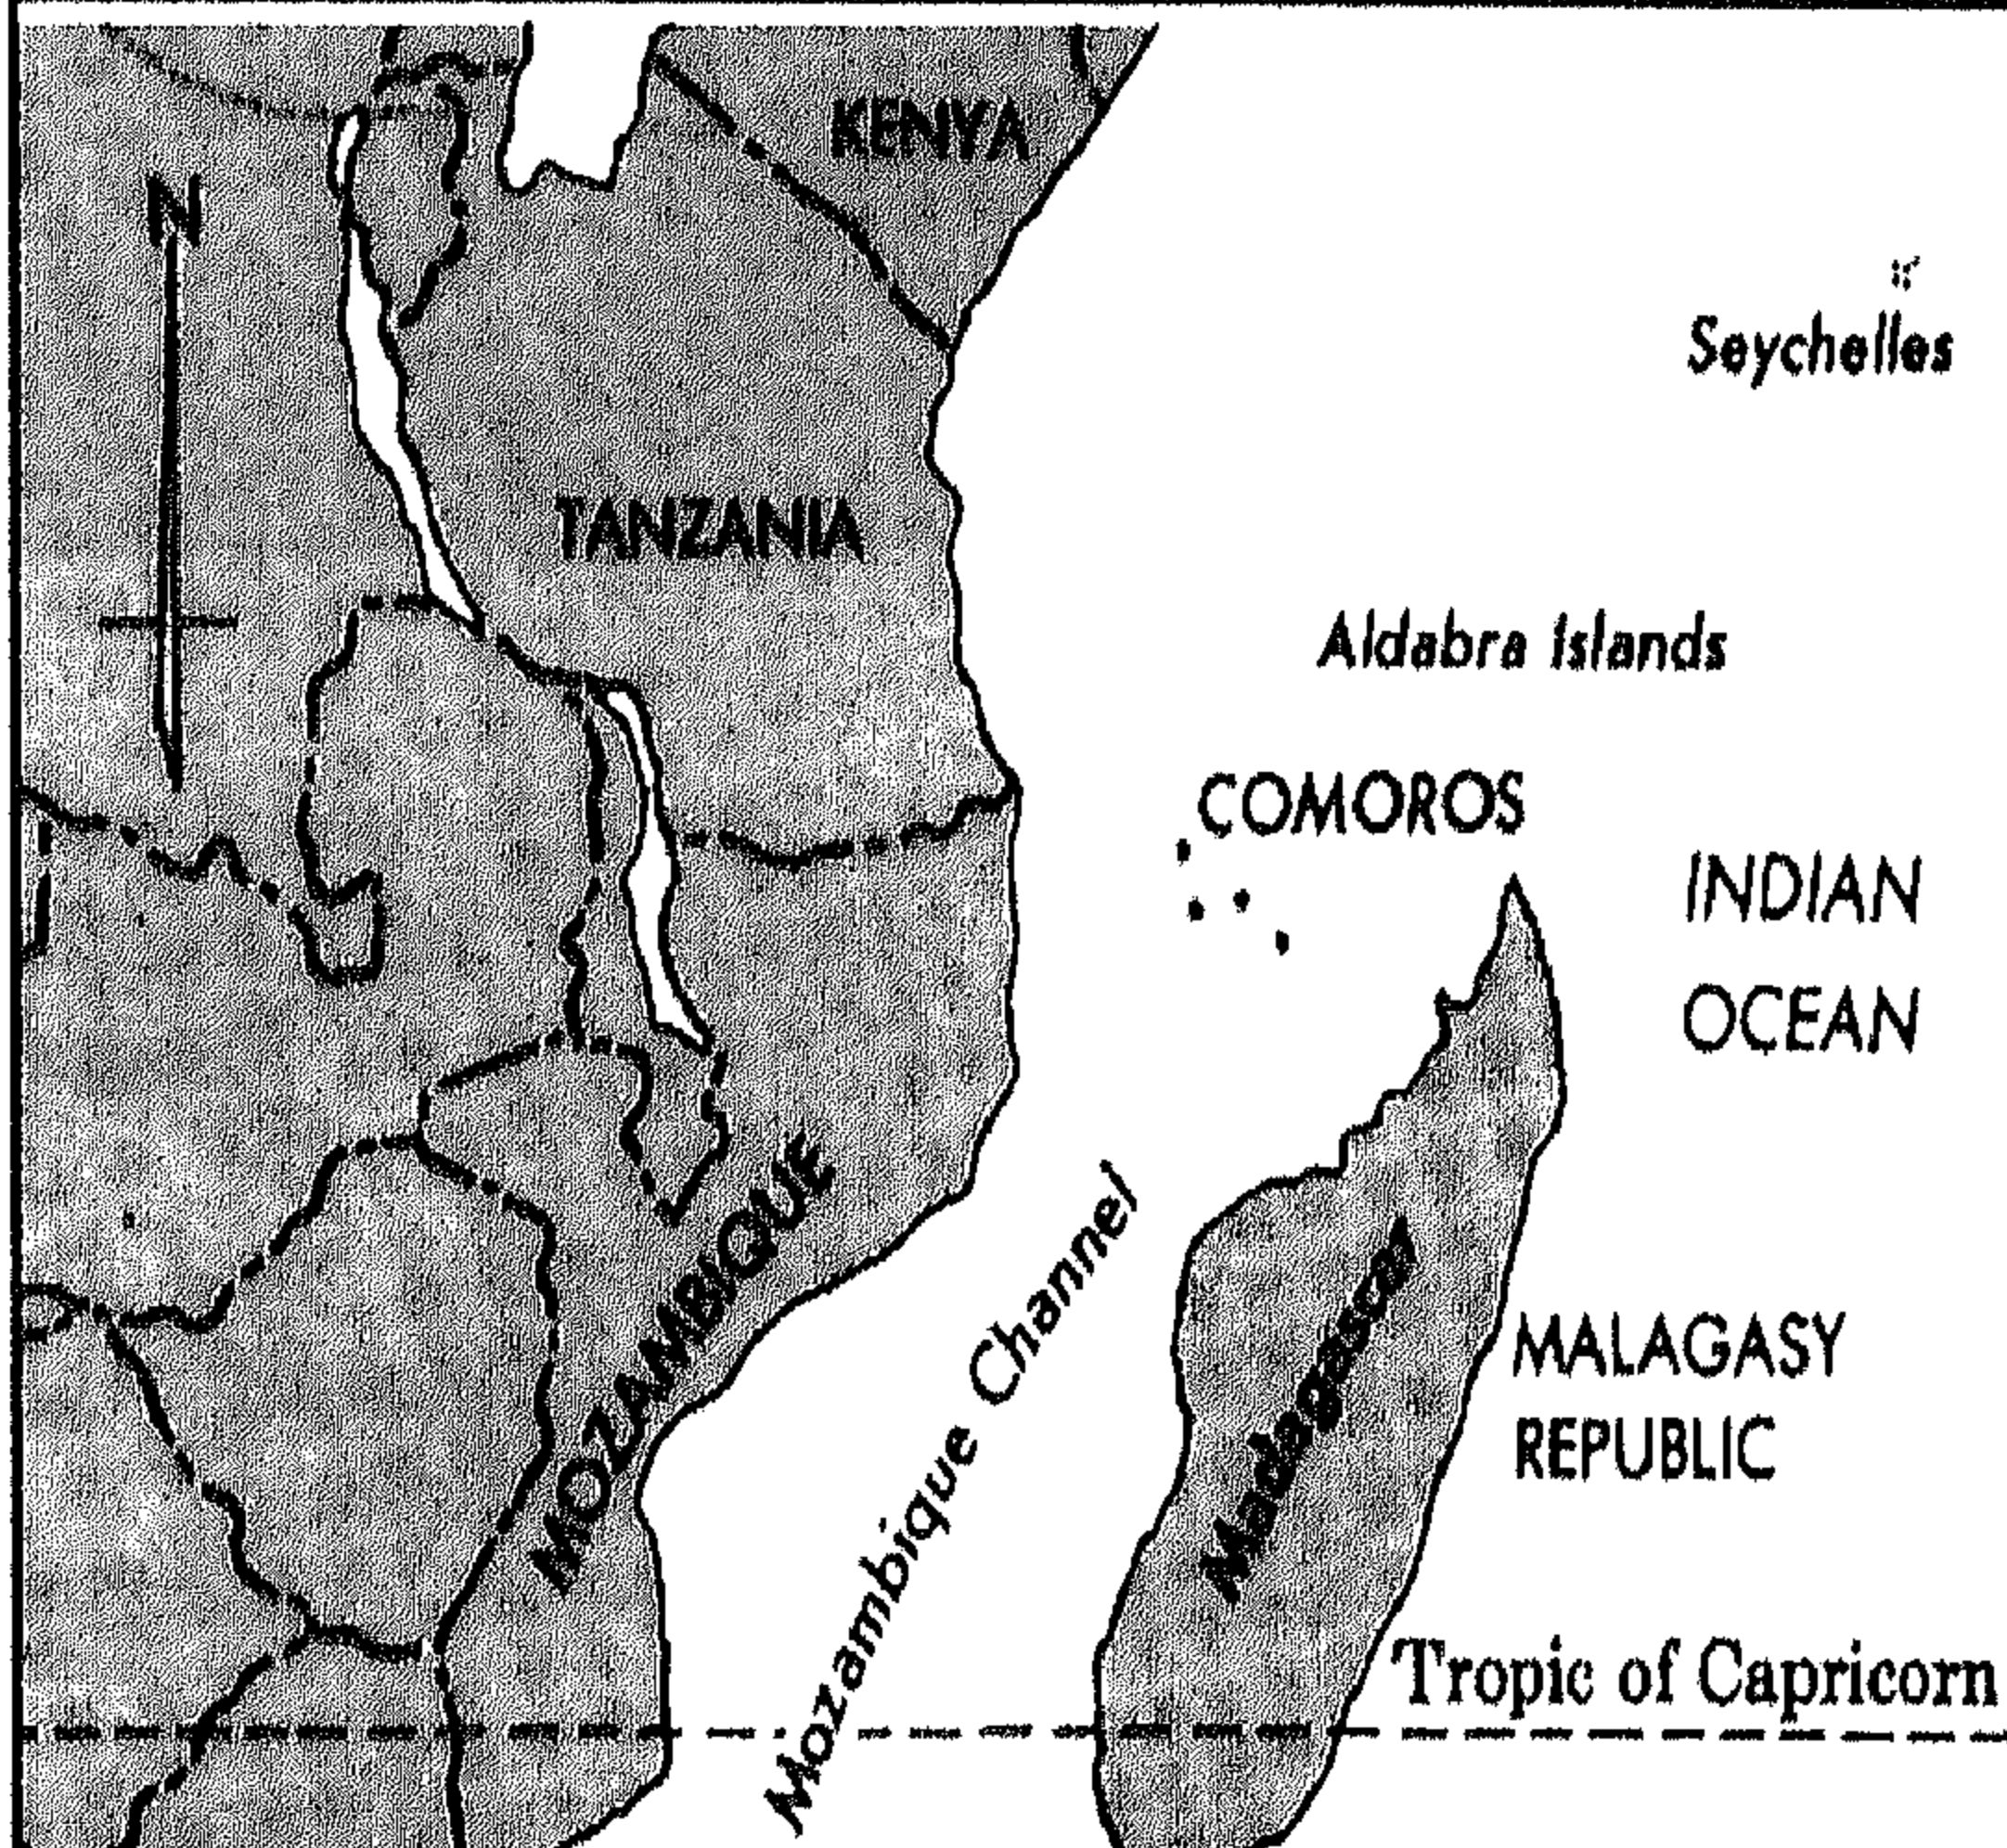 KENYA
N
Seychelles
TANZANIA
Aldabra Islands
COMOROS
INDIAN
OCEAN
MOZAMBIQUE
Mozambique Channel
Madagascar
MALAGASY
REPUBLIC
Tropic of Capricorn